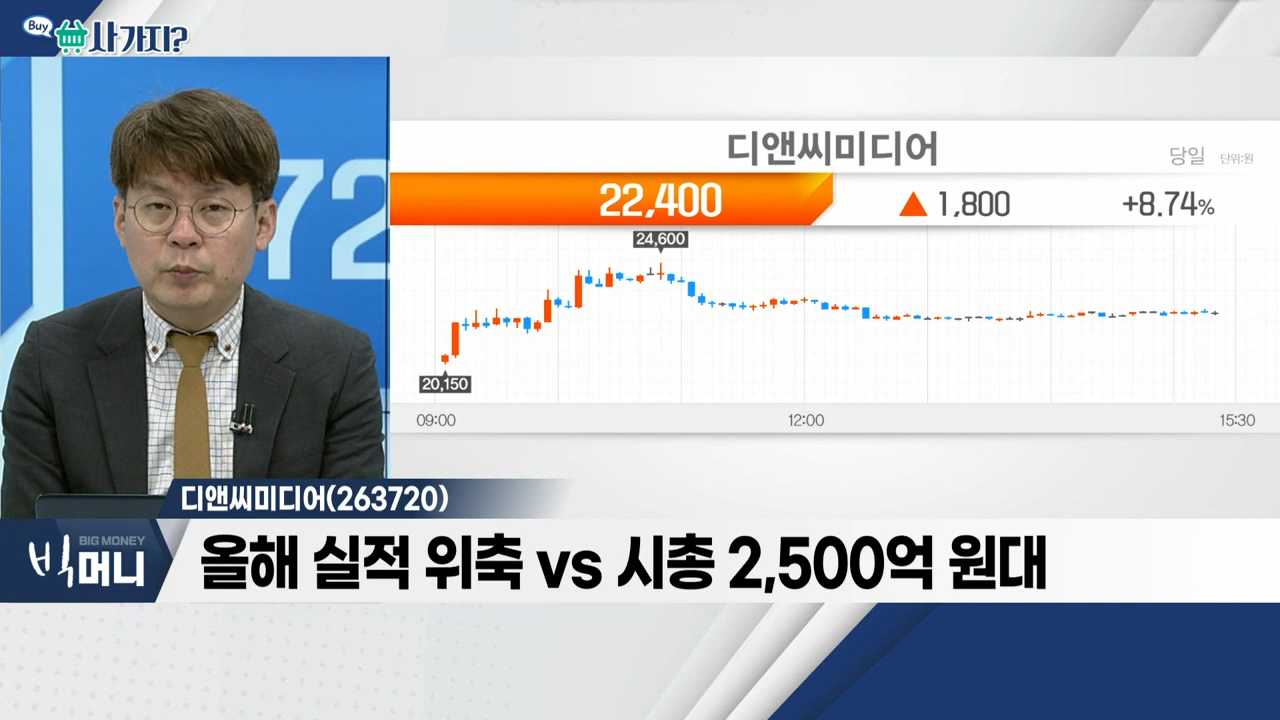 Buy
사가지?
72
디앤씨미디어
당일 단위:원
22,400 ▲ 1,800 +8.74%
24,600
20,150
09:00 12:00 15:30
디앤씨미디어(263720)
BIG MONEY
빅머니
올해 실적 위축 vs 시총 2,500억 원대